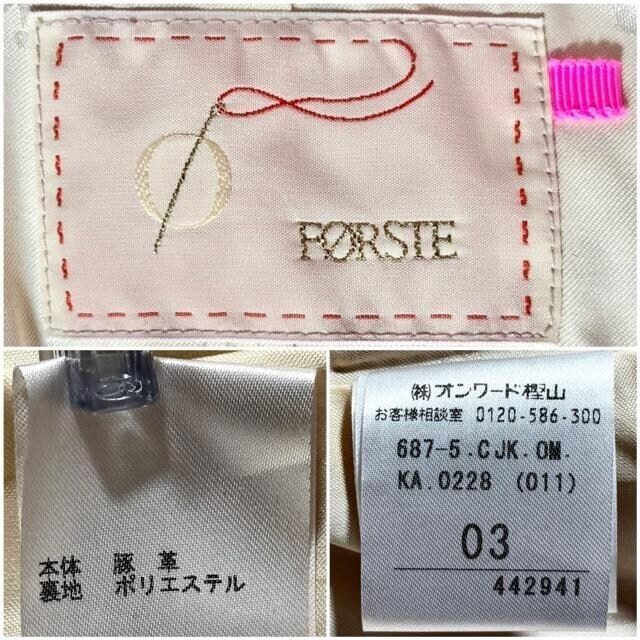 FØRSTE
本体 豚 革
裏地 ポリエステル
㈱オンワード樫山
お客様相談室 0120-586-300
687-5.CJK.OM.
KA.0228 (011)
03
442941